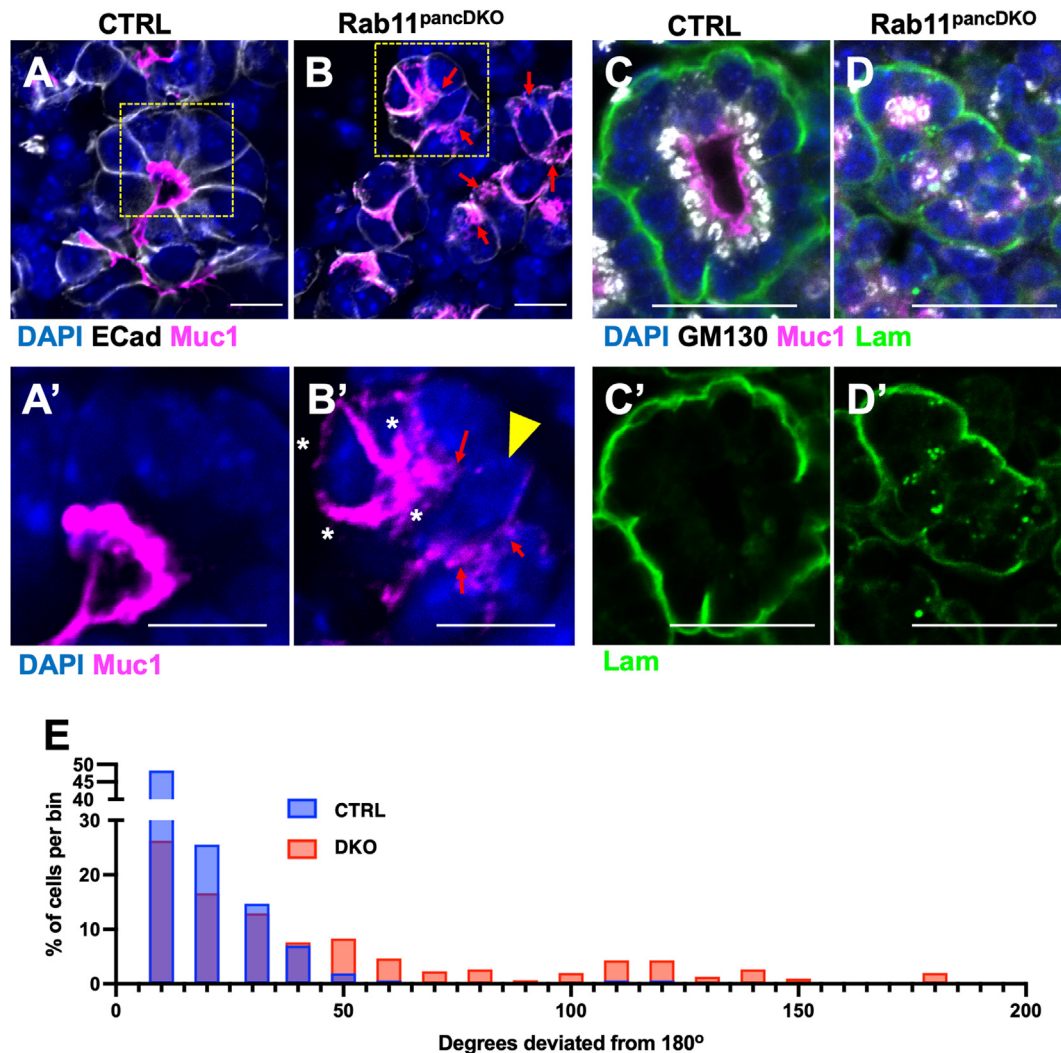 CTRL Rab11pancDKO CTRL Rab11pancDKO
A B C D
DAPI ECad Muc1 DAPI GM130 Muc1 Lam
A’ B’ C’ D’
* * * *
DAPI Muc1 Lam
E
50
45
40
30
20
10
0
% of cells per bin
CTRL
DKO
0 50 100 150 200
Degrees deviated from 180º